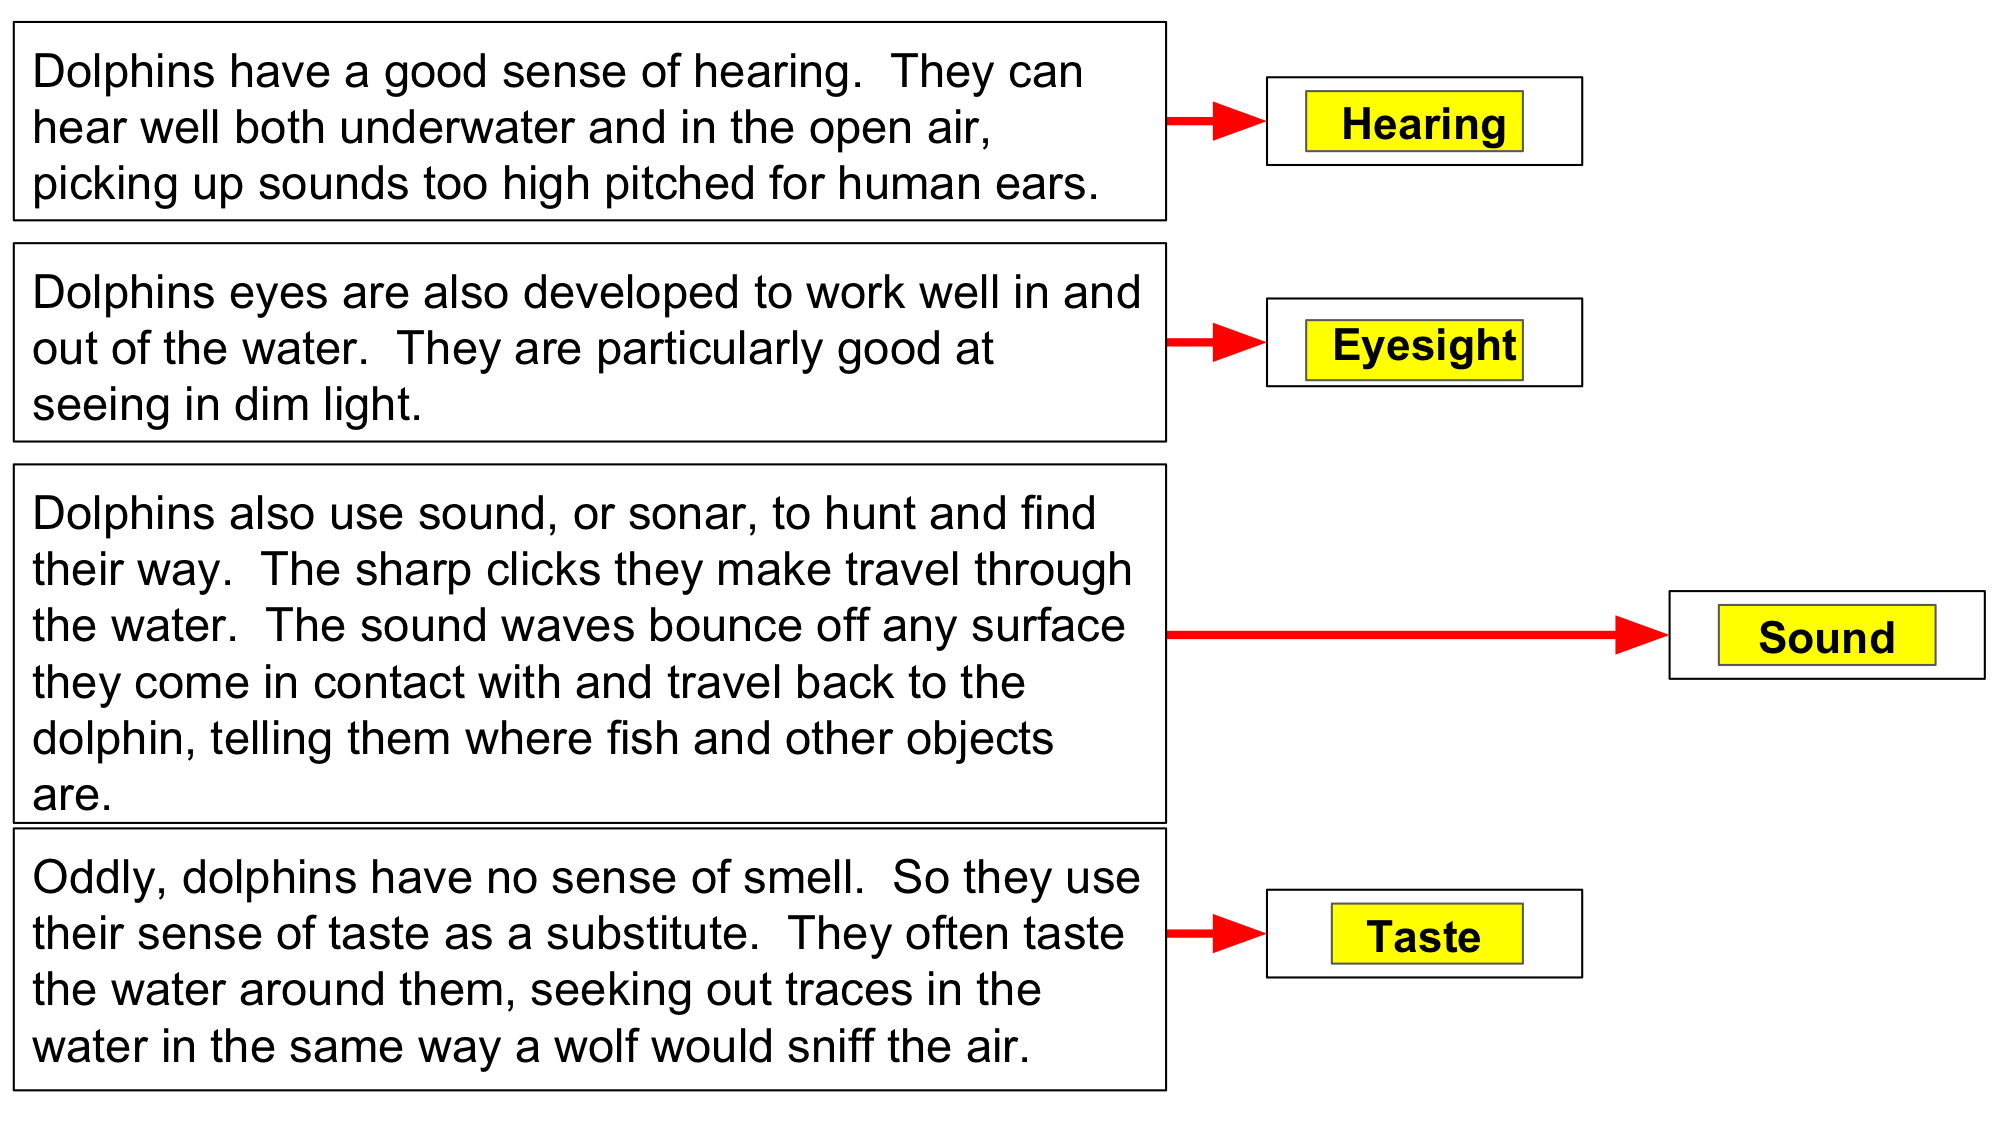 Dolphins have a good sense of hearing.  They can
hear well both underwater and in the open air,
picking up sounds too high pitched for human ears.
Hearing
Dolphins eyes are also developed to work well in and
out of the water.  They are particularly good at
seeing in dim light.
Eyesight
Dolphins also use sound, or sonar, to hunt and find
their way.  The sharp clicks they make travel through
the water.  The sound waves bounce off any surface
they come in contact with and travel back to the
dolphin, telling them where fish and other objects
are.
Sound
Oddly, dolphins have no sense of smell.  So they use
their sense of taste as a substitute.  They often taste
the water around them, seeking out traces in the
water in the same way a wolf would sniff the air.
Taste